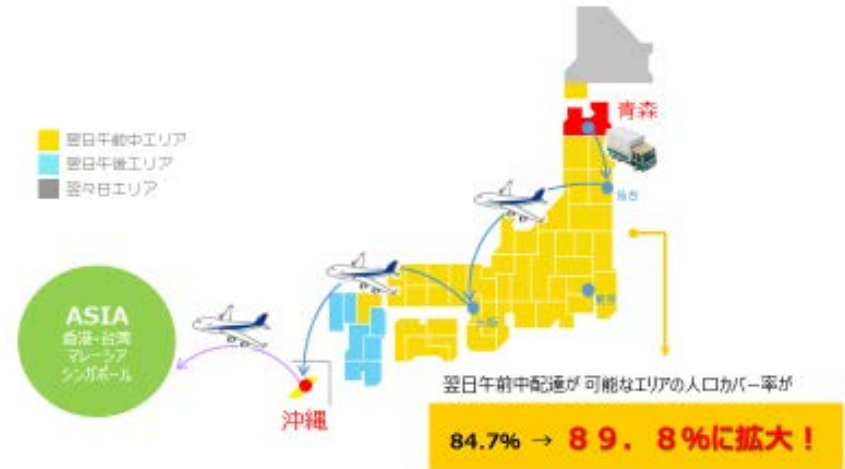 青森
翌日午前中エリア
翌日午後エリア
翌々日エリア
仙台
東京
大阪
ASIA
香港・台湾
マレーシア
シンガポール
沖縄
翌日午前中配達が 可能なエリアの人口カバー率が
84.7% → 89．8%に拡大！